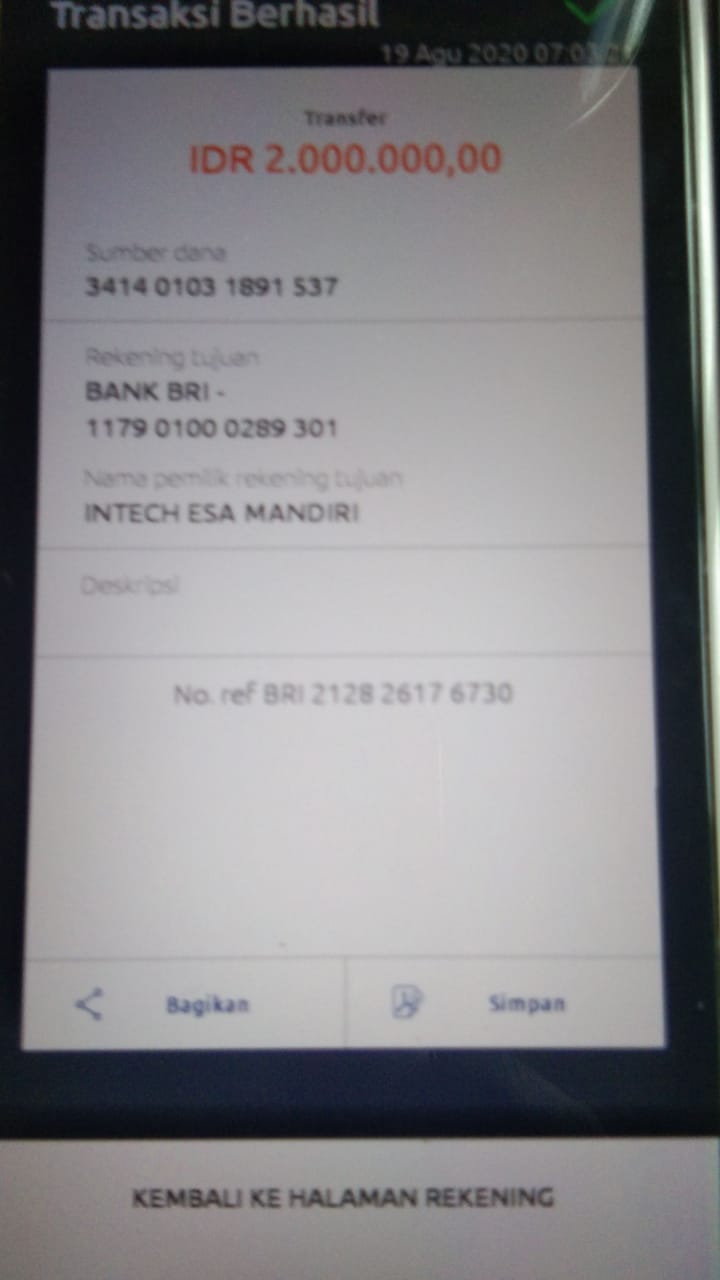 Transaksi Berhasil
19 Agu 2020 07:03
Transfer
IDR 2.000.000,00
Sumber dana
3414 0103 1891 537
Rekening tujuan
BANK BRI -
1179 0100 0289 301
Nama pemilik rekening tujuan
INTECH ESA MANDIRI
Deskripsi
No. ref BRI 2128 2617 6730
Bagikan
Simpan
KEMBALI KE HALAMAN REKENING